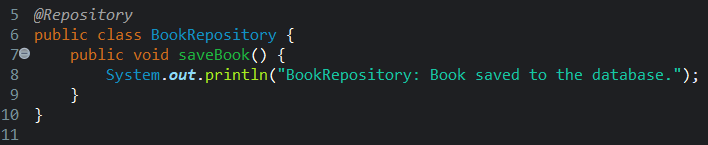 5 @Repository
6 public class BookRepository {
7     public void saveBook() {
8         System.out.println("BookRepository: Book saved to the database.");
9     }
10 }
11